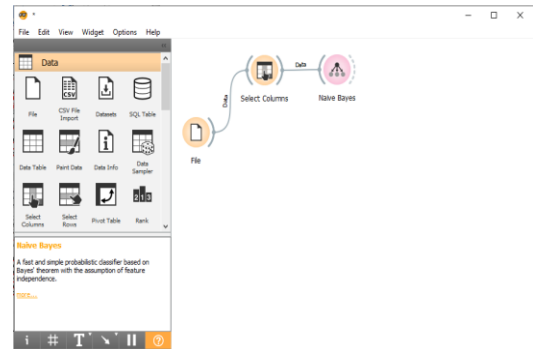 File Edit View Widget Options Help
Data
File
CSV File Import
Datasets
SQL Table
Data Table
Paint Data
Data Info
Data Sampler
Select Columns
Select Rows
Pivot Table
Rank
Naive Bayes
A fast and simple probabilistic classifier based on
Bayes' theorem with the assumption of feature
independence.
File
Data
Select Columns
Data
Naive Bayes